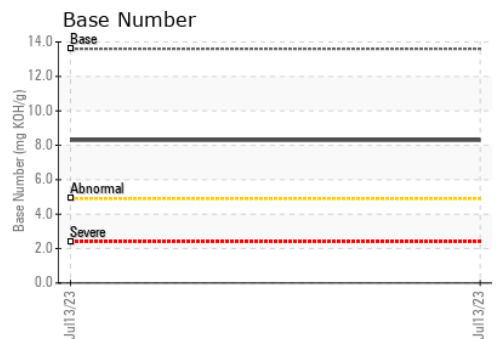 Base Number
Base Number (mg KOH/g)
14.0
Base
12.0
10.0
8.0
6.0
Abnormal
4.0
Severe
2.0
0.0
Jul13/23
Jul13/23